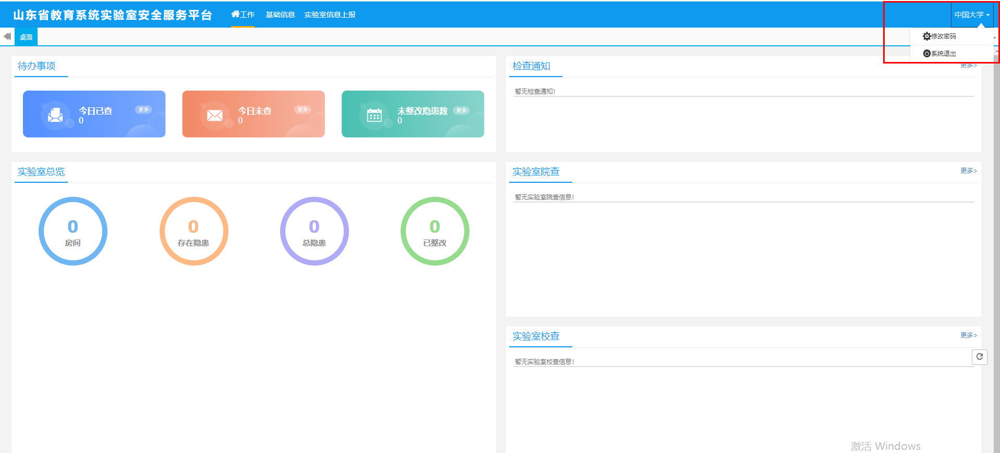 山东省教育系统实验室安全服务平台
工作 基础信息 实验室信息上报
中国大学
修改密码
系统退出
桌面
待办事项
今日已查 更多
0
今日未查 更多
0
未整改隐患数 更多
0
检查通知 更多>
暂无检查通知!
实验室总览
0
房间
0
存在隐患
0
总隐患
0
已整改
实验室院查 更多>
暂无实验室院查信息!
实验室校查 更多>
暂无实验室校查信息!
激活 Windows